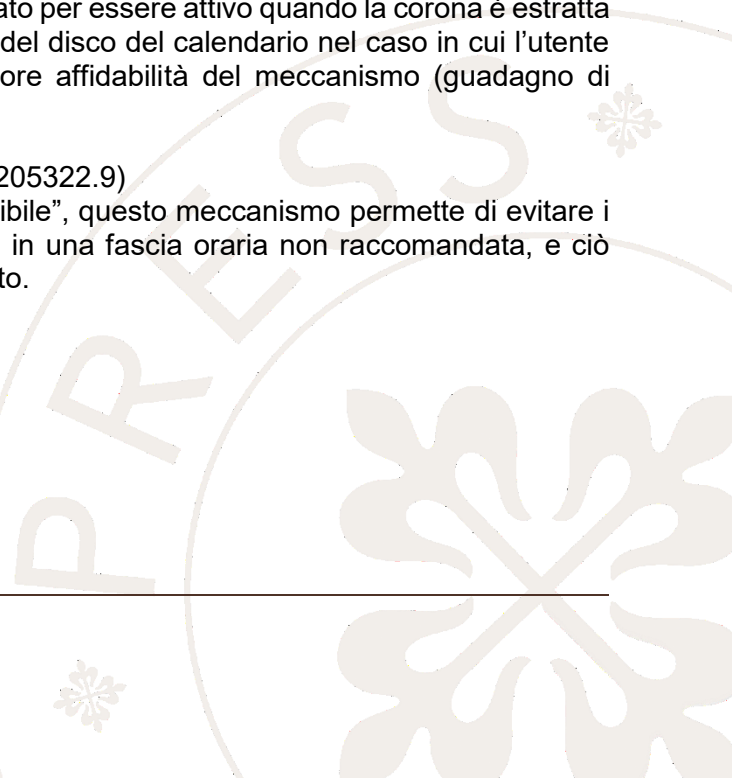 ato per essere attivo quando la corona è estratta
del disco del calendario nel caso in cui l’utente
ore affidabilità del meccanismo (guadagno di
205322.9)
ibile”, questo meccanismo permette di evitare i
in una fascia oraria non raccomandata, e ciò
to.
PRESS